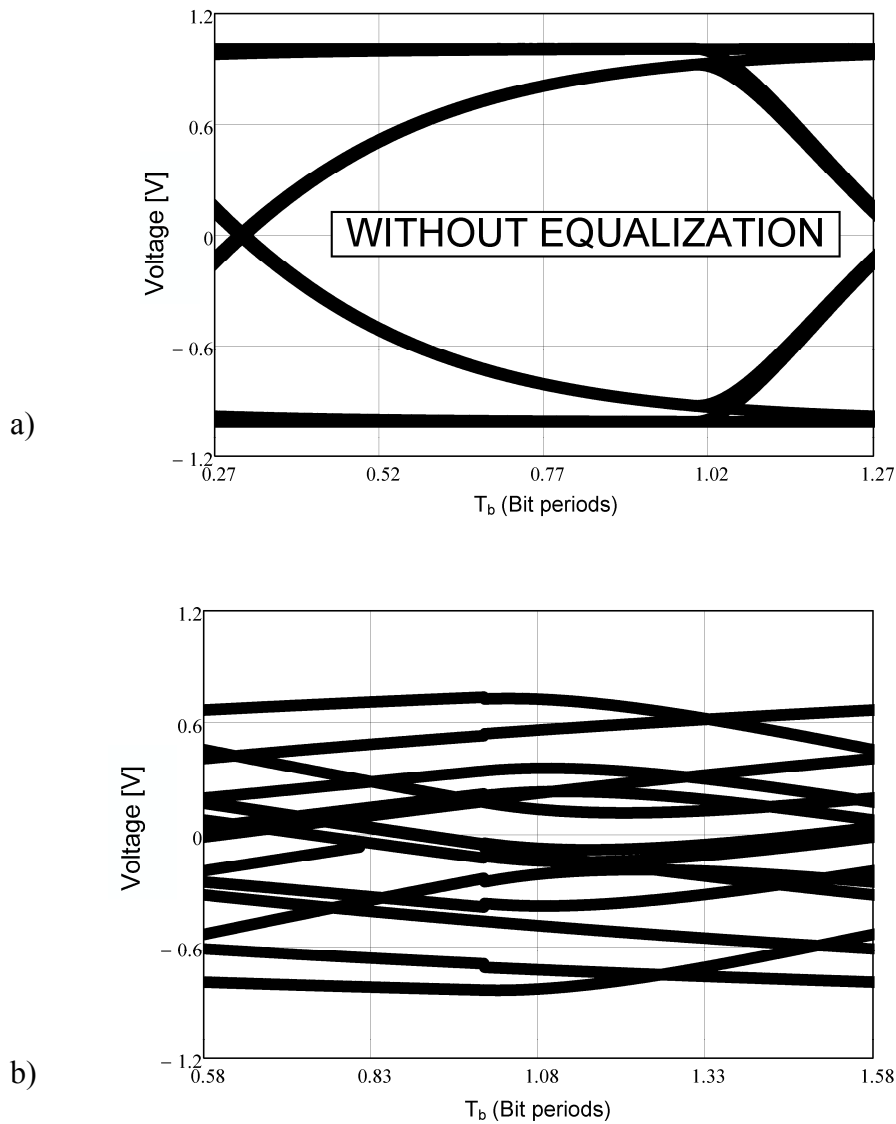 1.2
0.6
0
− 0.6
− 1.2
Voltage [V]
WITHOUT EQUALIZATION
a)
0.27 0.52 0.77 1.02 1.27
T_b (Bit periods)
1.2
0.6
0
− 0.6
− 1.2
Voltage [V]
b)
0.58 0.83 1.08 1.33 1.58
T_b (Bit periods)